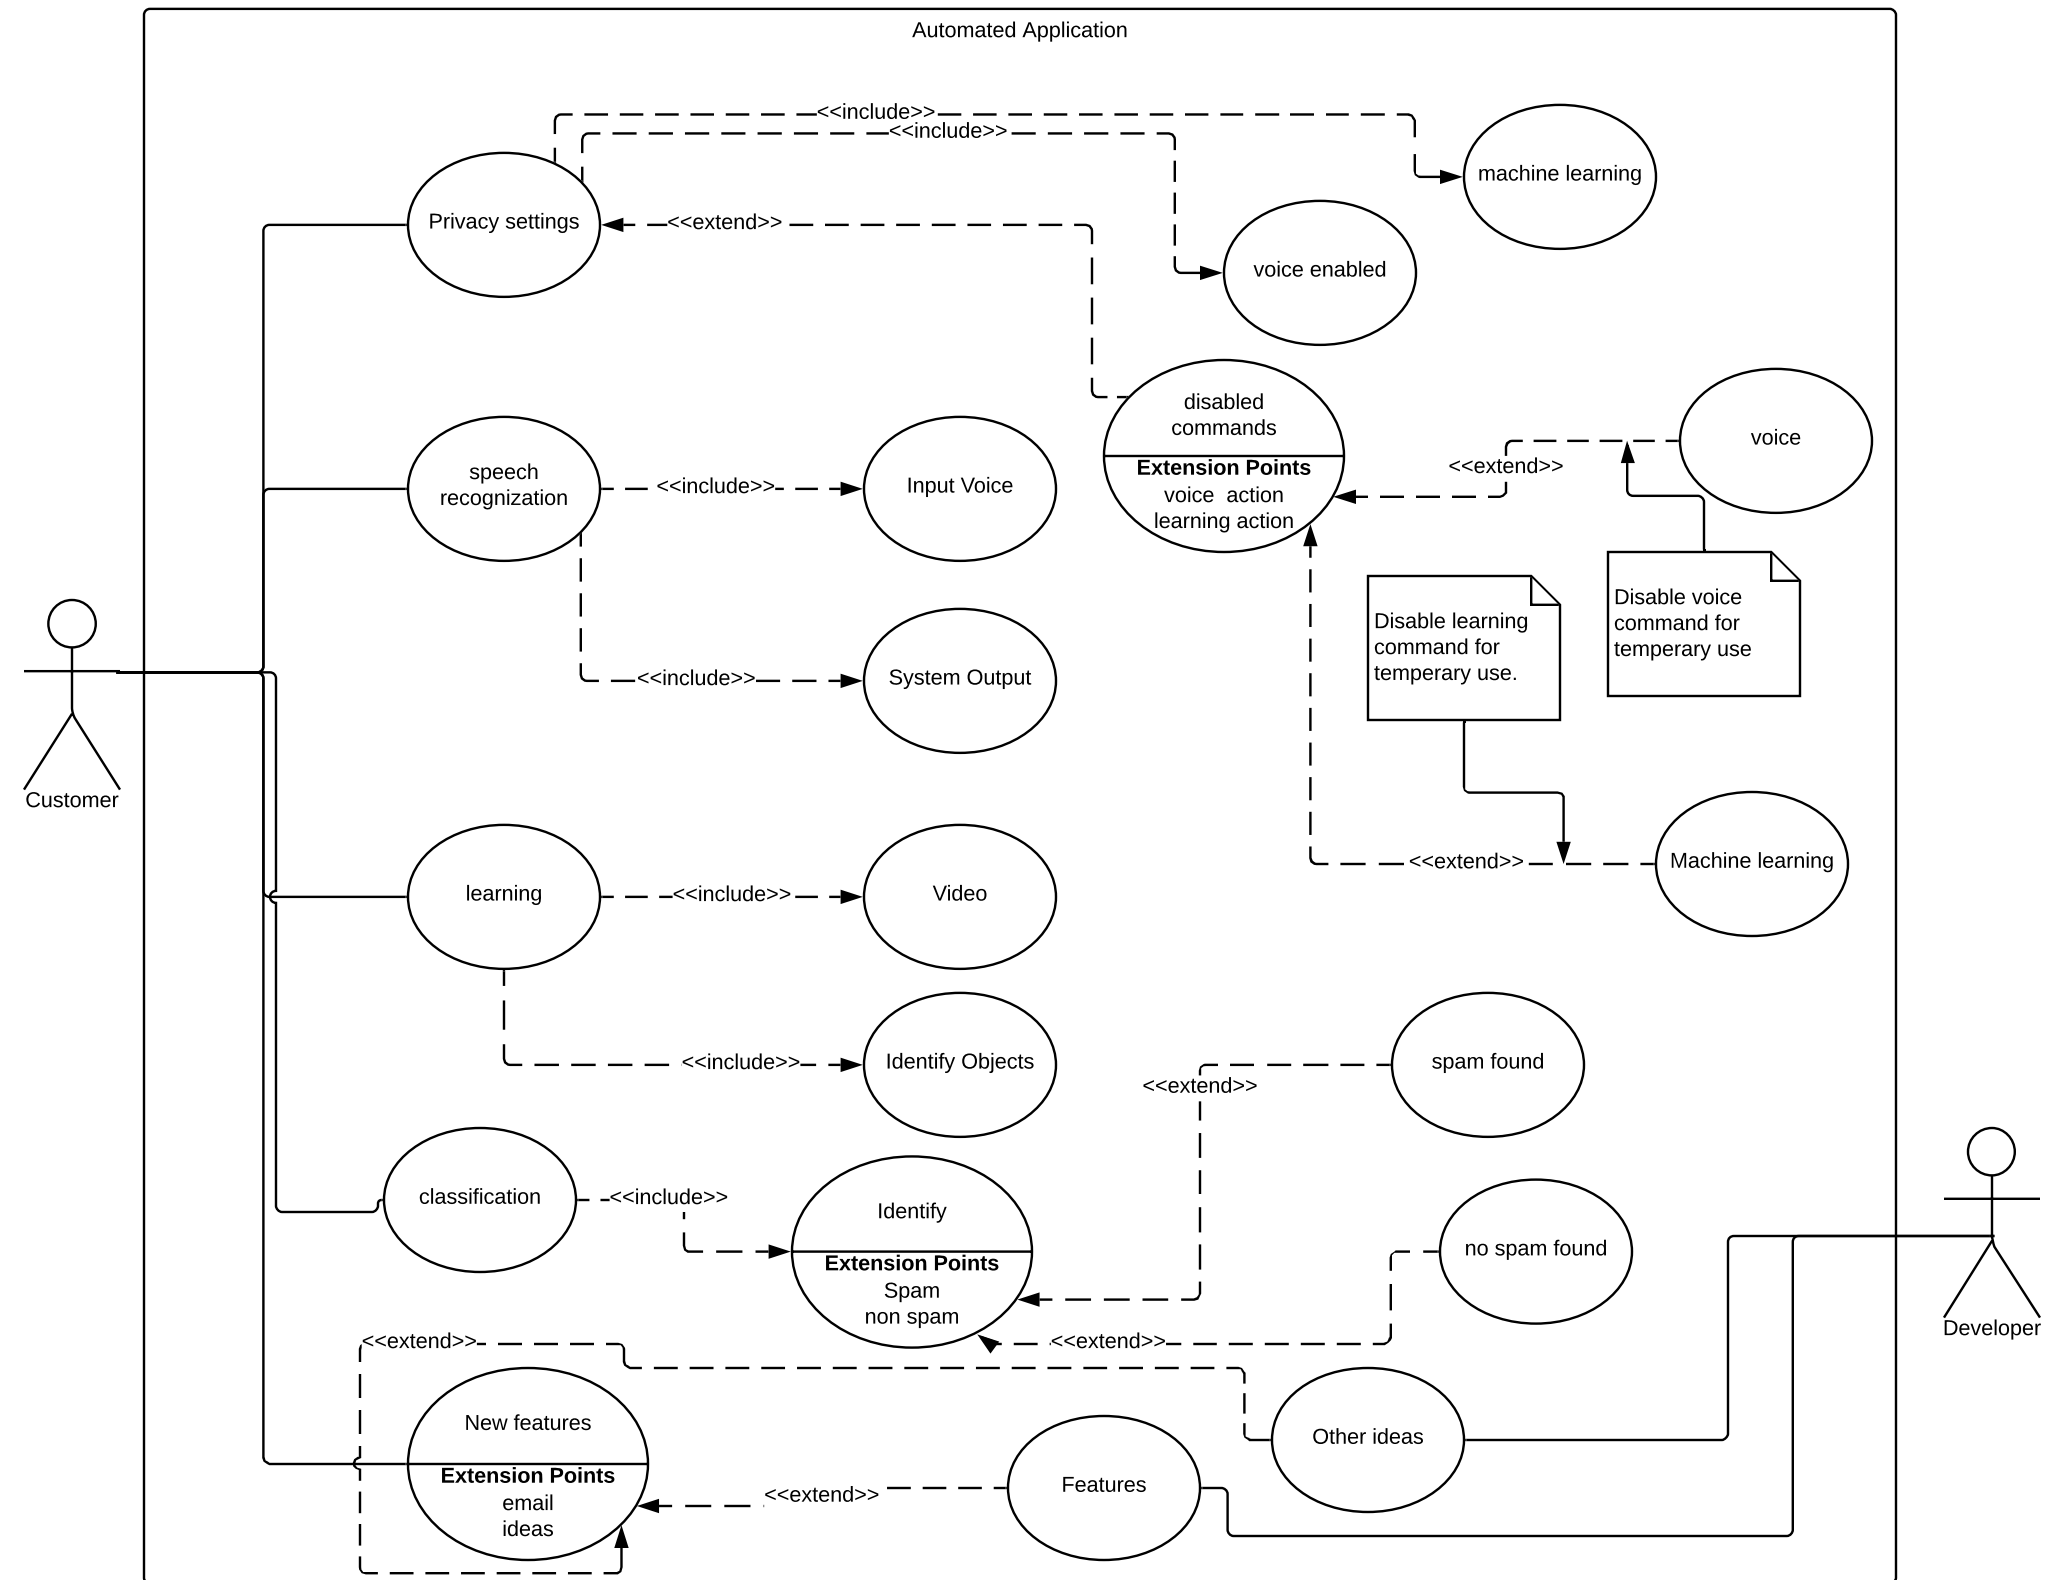 Automated Application
<<include>>
<<include>>
machine learning
Privacy settings
<<extend>>
voice enabled
disabled
commands
Extension Points
voice  action
learning action
voice
<<extend>>
speech
recognization
<<include>>
Input Voice
Disable voice
command for
temperary use
Disable learning
command for
temperary use.
<<include>>
System Output
Customer
learning
<<include>>
Video
<<extend>>
Machine learning
<<include>>
Identify Objects
spam found
<<extend>>
classification
<<include>>
Identify
Extension Points
Spam
non spam
no spam found
Developer
<<extend>>
<<extend>>
New features
Extension Points
email
ideas
Other ideas
<<extend>>
Features